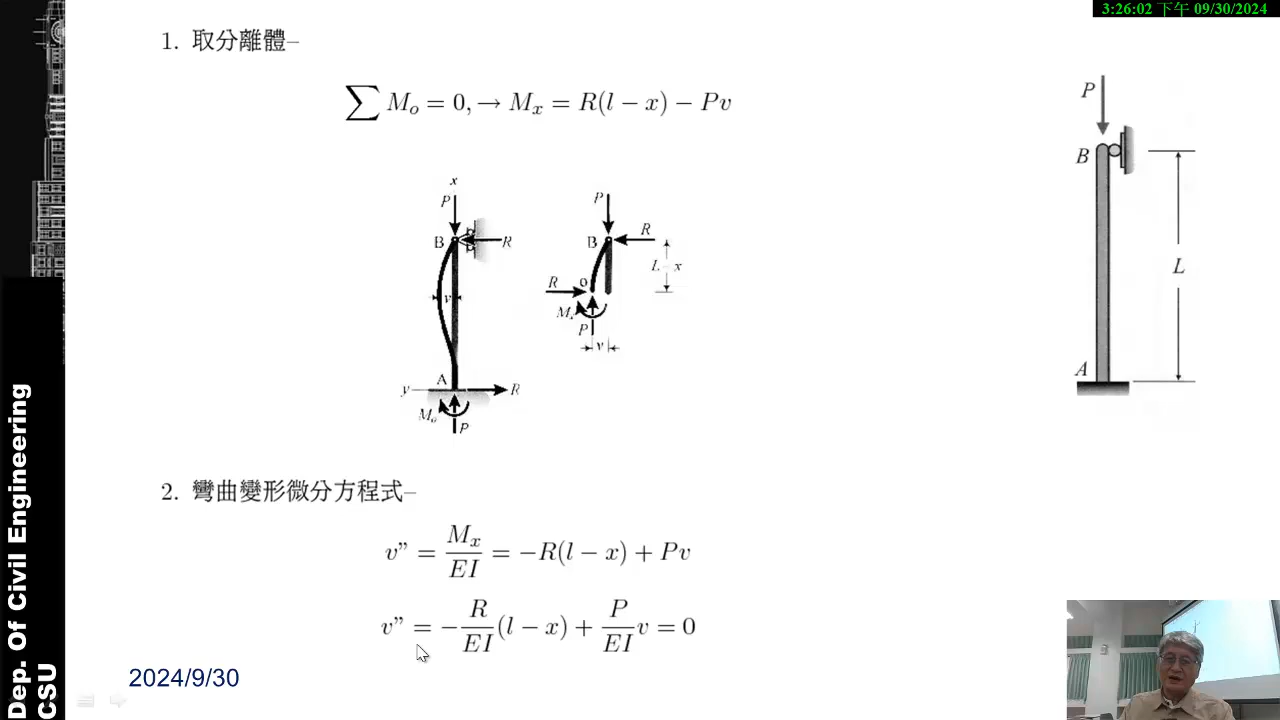 3:26:02 下午 09/30/2024
1. 取分離體–
∑ M_o = 0, → M_x = R(l − x) − Pv
x
P
B
R
v
A
y
R
M_o
P
P
B
R
L − x
R
o
M_x
P
v
P
B
L
A
2. 彎曲變形微分方程式–
v” = M_x/EI = −R(l − x) + Pv
v” = −R/EI (l − x) + P/EI v = 0
2024/9/30
Dep. Of Civil Engineering
CSU